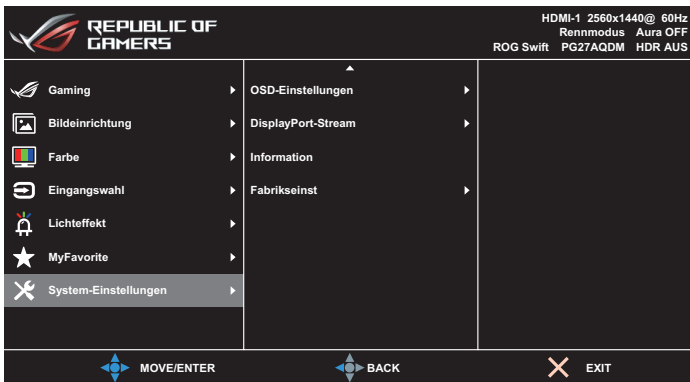 REPUBLIC OF
GAMERS
HDMI-1 2560x1440@ 60Hz
Rennmodus Aura OFF
ROG Swift PG27AQDM HDR AUS
Gaming
Bildeinrichtung
Farbe
Eingangswahl
Lichteffekt
MyFavorite
System-Einstellungen
OSD-Einstellungen
DisplayPort-Stream
Information
Fabrikseinst
MOVE/ENTER
BACK
EXIT